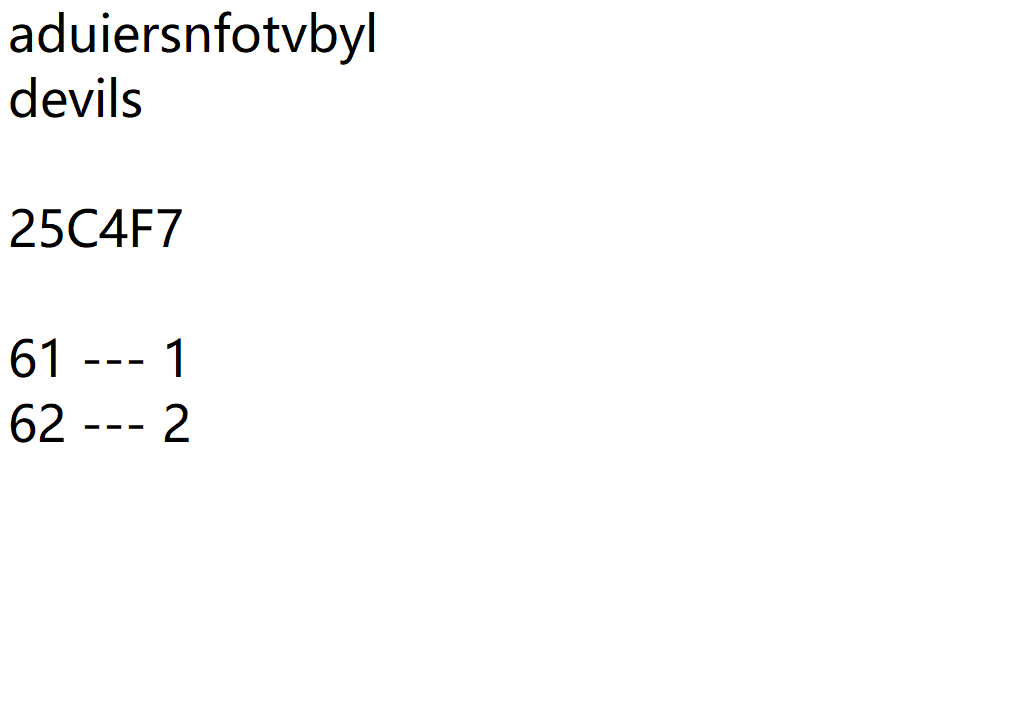 aduiersnfotvbyl
devils
25C4F7
61 --- 1
62 --- 2